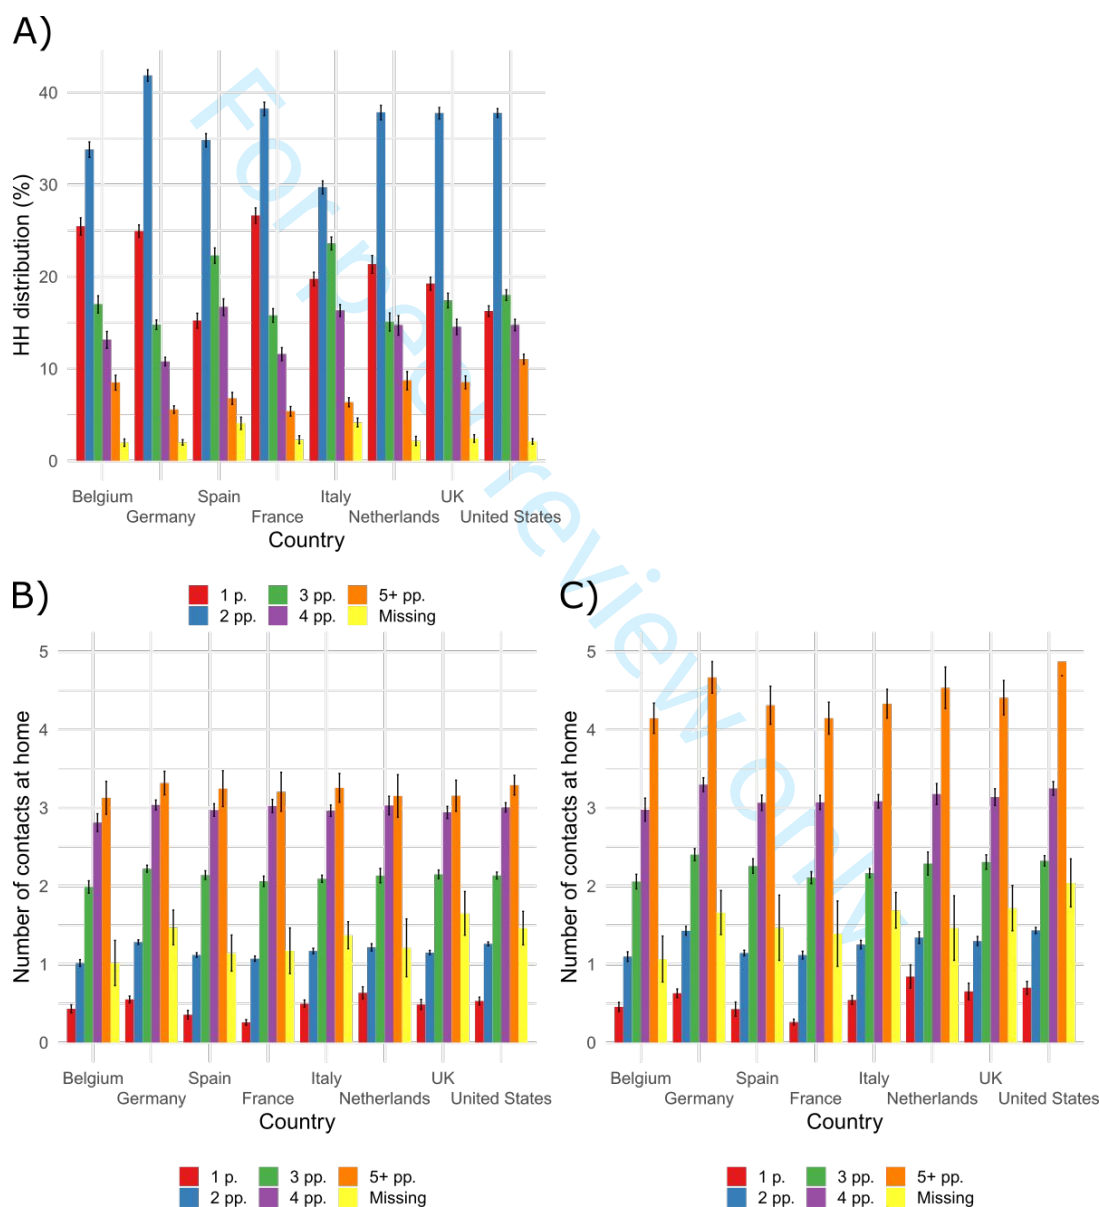 A)
HH distribution (%)
40
30
20
10
0
Belgium Spain Italy UK
Germany France Netherlands United States
Country
1 p. 3 pp. 5+ pp.
2 pp. 4 pp. Missing
B)
Number of contacts at home
5
4
3
2
1
0
Belgium Spain Italy UK
Germany France Netherlands United States
Country
1 p. 3 pp. 5+ pp.
2 pp. 4 pp. Missing
C)
Number of contacts at home
5
4
3
2
1
0
Belgium Spain Italy UK
Germany France Netherlands United States
Country
1 p. 3 pp. 5+ pp.
2 pp. 4 pp. Missing
For peer review only